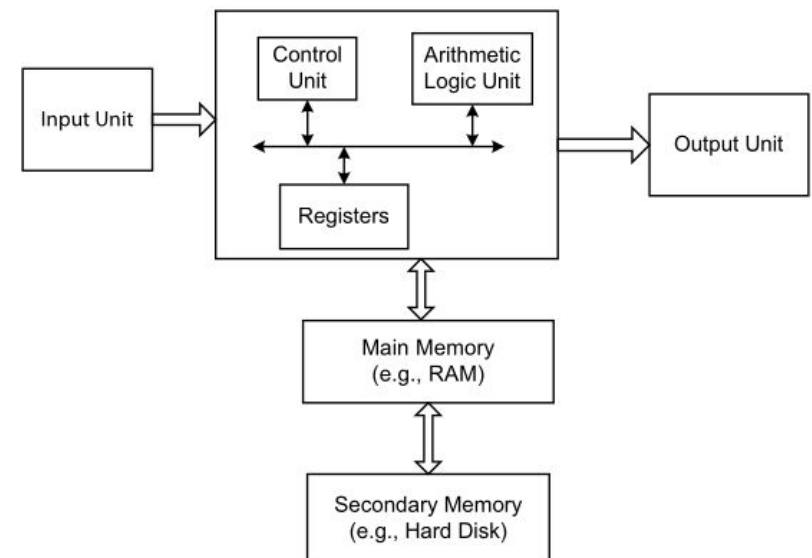 Control
Unit
Arithmetic
Logic Unit
Input Unit
Output Unit
Registers
Main Memory
(e.g., RAM)
Secondary Memory
(e.g., Hard Disk)